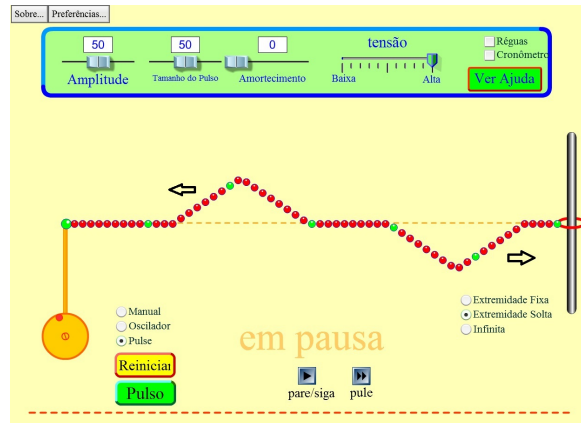 Sobre... Preferências...
50 50 0 tensão Réguas
Cronômetro
Amplitude Tamanho do Pulso Amortecimento Baixa Alta Ver Ajuda
Extremidade Fixa
Manual Extremidade Solta
Oscilador Infinita
Pulse em pausa
Reiniciar
Pulso pare/siga pule